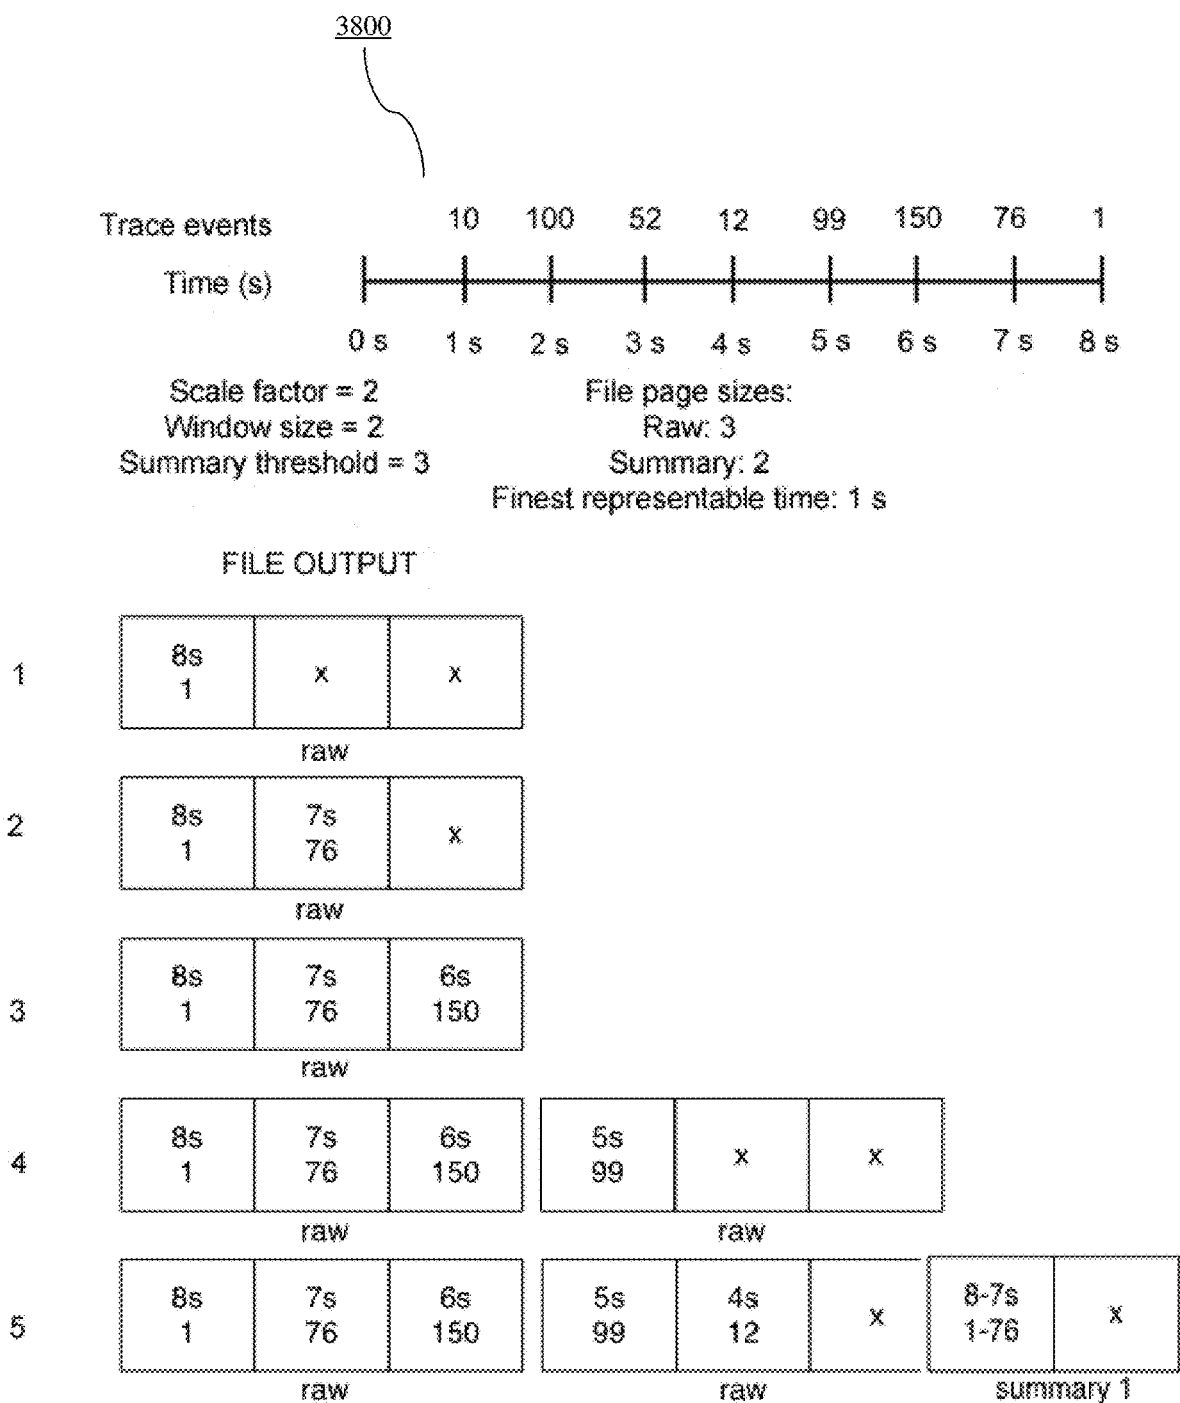 3800
Trace events 10 100 52 12 99 150 76 1
Time (s)
0 s 1 s 2 s 3 s 4 s 5 s 6 s 7 s 8 s
Scale factor = 2
Window size = 2
Summary threshold = 3
File page sizes:
Raw: 3
Summary: 2
Finest representable time: 1 s
FILE OUTPUT
1
8s
1
x
x
raw
2
8s
1
7s
76
x
raw
3
8s
1
7s
76
6s
150
raw
4
8s
1
7s
76
6s
150
raw
5s
99
x
x
raw
5
8s
1
7s
76
6s
150
raw
5s
99
4s
12
x
raw
8-7s
1-76
x
summary 1